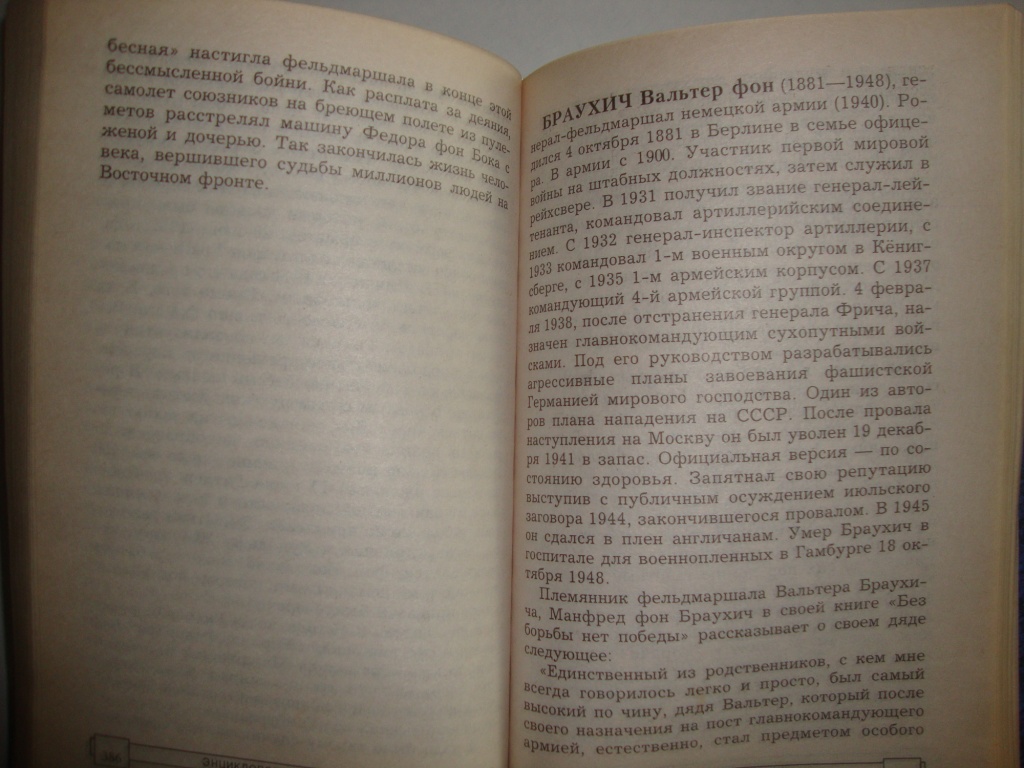 бесная» настигла фельдмаршала в конце этой
бессмысленной бойни. Как расплата за деяния,
самолет союзников на бреющем полете из пуле-
метов расстрелял машину Федора фон Бока с
женой и дочерью. Так закончилась жизнь чело-
века, вершившего судьбы миллионов людей на
Восточном фронте.
БРАУХИЧ Вальтер фон (1881—1948), ге-
нерал-фельдмаршал немецкой армии (1940). Ро-
дился 4 октября 1881 в Берлине в семье офице-
ра. В армии с 1900. Участник первой мировой
войны на штабных должностях, затем служил в
рейхсвере. В 1931 получил звание генерал-лей-
тенанта, командовал артиллерийским соедине-
нием. С 1932 генерал-инспектор артиллерии, с
1933 командовал 1-м военным округом в Кёниг-
сберге, с 1935 1-м армейским корпусом. С 1937
командующий 4-й армейской группой. 4 февра-
ля 1938, после отстранения генерала Фрича, на-
значен главнокомандующим сухопутными вой-
сками. Под его руководством разрабатывались
агрессивные планы завоевания фашистской
Германией мирового господства. Один из авто-
ров плана нападения на СССР. После провала
наступления на Москву он был уволен 19 декаб-
ря 1941 в запас. Официальная версия — по со-
стоянию здоровья. Запятнал свою репутацию
выступив с публичным осуждением июльского
заговора 1944, закончившегося провалом. В 1945
он сдался в плен англичанам. Умер Браухич в
госпитале для военнопленных в Гамбурге 18 ок-
тября 1948.
Племянник фельдмаршала Вальтера Браухи-
ча, Манфред фон Браухич в своей книге «Без
борьбы нет победы» рассказывает о своем дяде
следующее:
«Единственный из родственников, с кем мне
всегда говорилось легко и просто, был самый
высокий по чину, дядя Вальтер, который после
своего назначения на пост главнокомандующего
армией, естественно, стал предметом особого